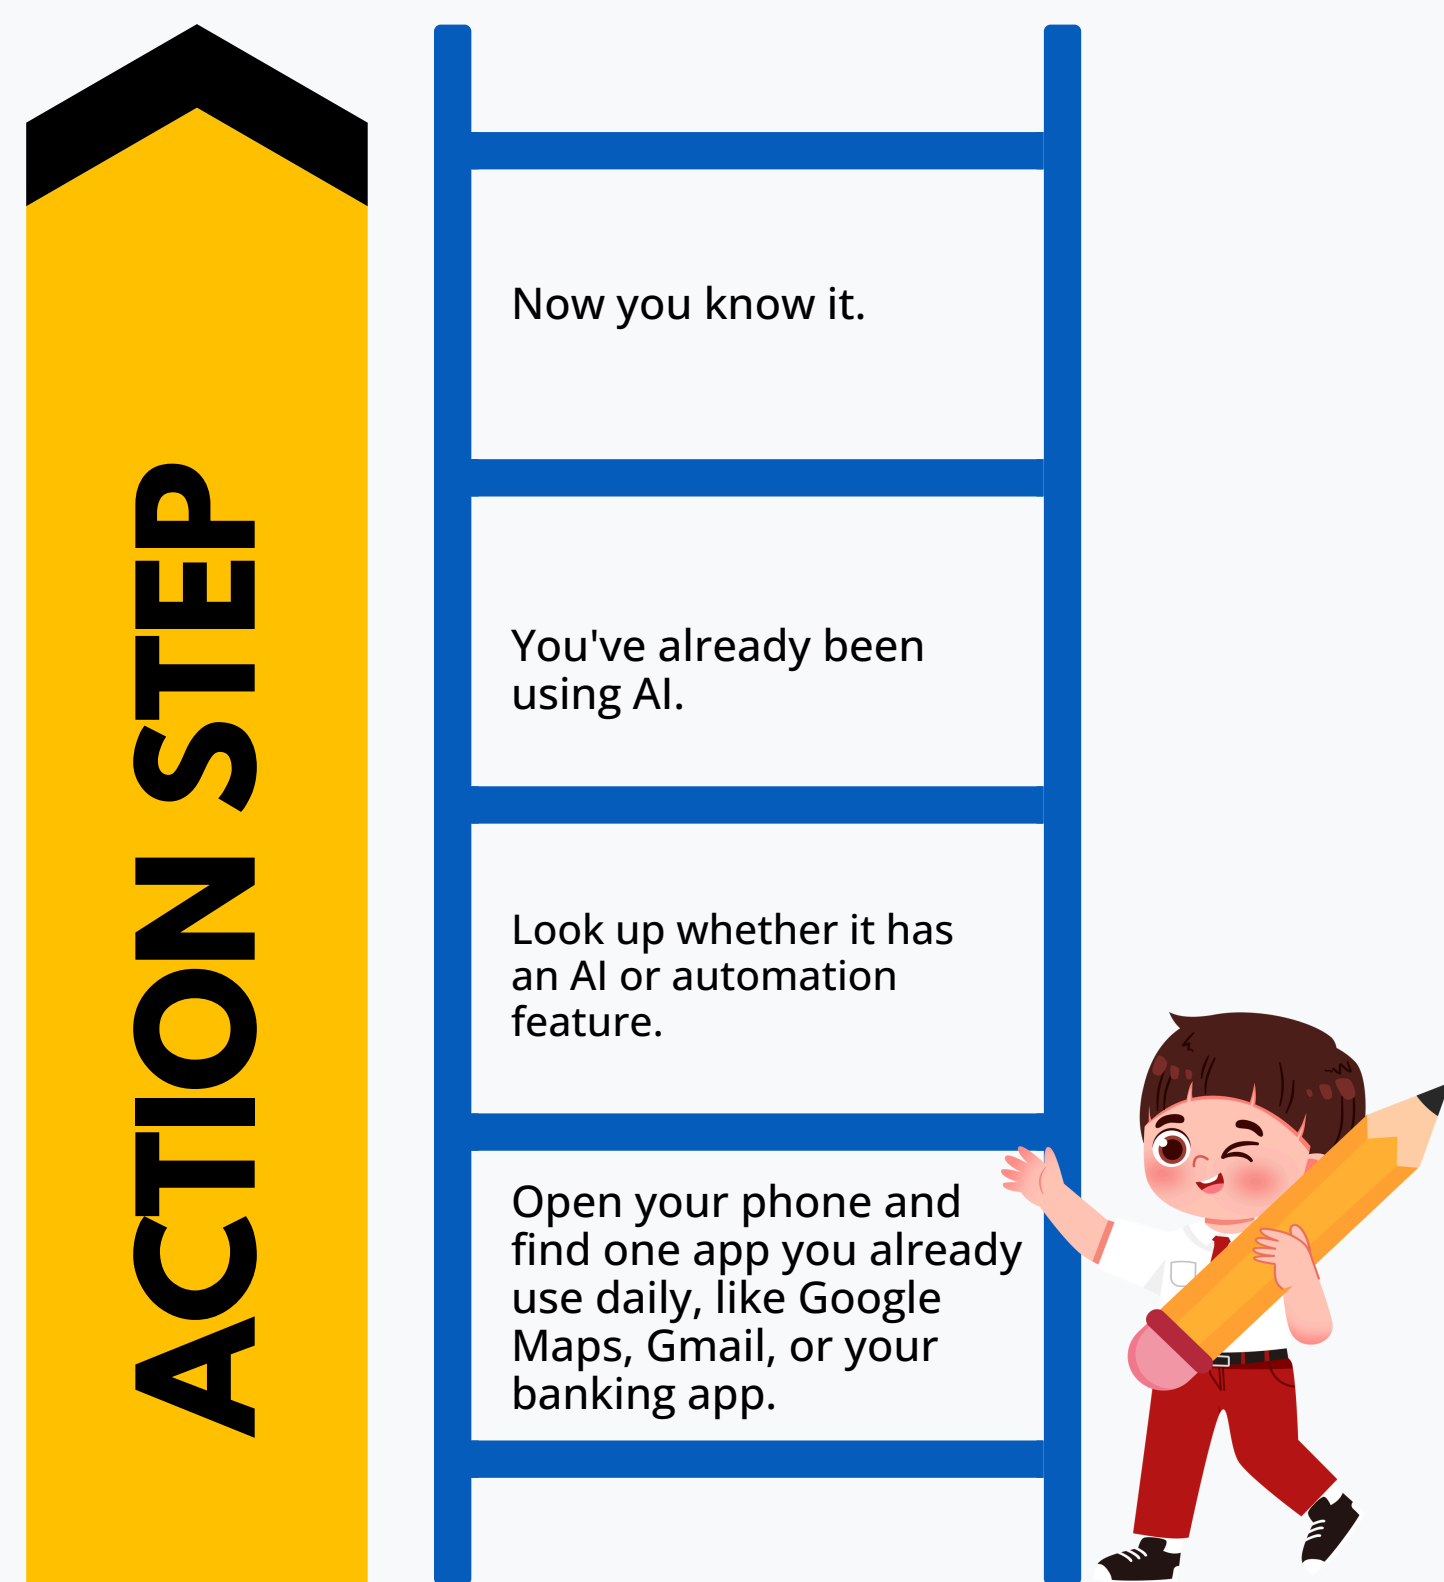 ACTION STEP
Now you know it.
You've already been
using AI.
Look up whether it has
an AI or automation
feature.
Open your phone and
find one app you already
use daily, like Google
Maps, Gmail, or your
banking app.